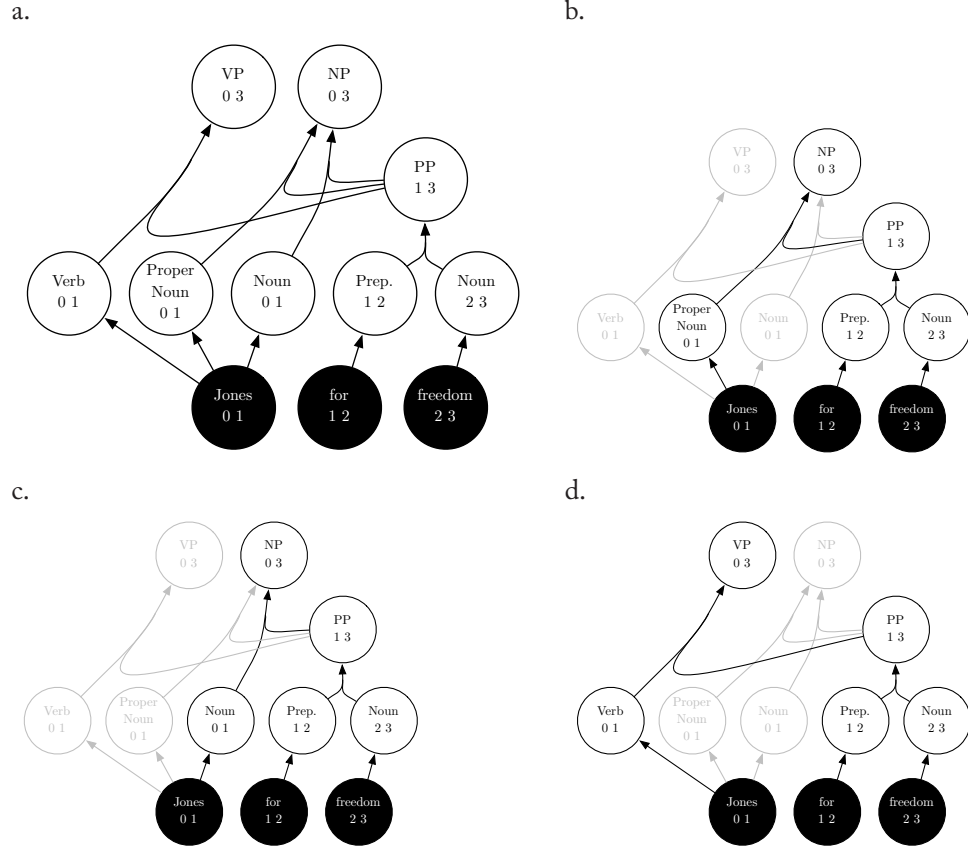 a.
VP
0 3
NP
0 3
PP
1 3
Verb
0 1
Proper
Noun
0 1
Noun
0 1
Prep.
1 2
Noun
2 3
Jones
0 1
for
1 2
freedom
2 3
b.
VP
0 3
NP
0 3
PP
1 3
Verb
0 1
Proper
Noun
0 1
Noun
0 1
Prep.
1 2
Noun
2 3
Jones
0 1
for
1 2
freedom
2 3
c.
VP
0 3
NP
0 3
PP
1 3
Verb
0 1
Proper
Noun
0 1
Noun
0 1
Prep.
1 2
Noun
2 3
Jones
0 1
for
1 2
freedom
2 3
d.
VP
0 3
NP
0 3
PP
1 3
Verb
0 1
Proper
Noun
0 1
Noun
0 1
Prep.
1 2
Noun
2 3
Jones
0 1
for
1 2
freedom
2 3